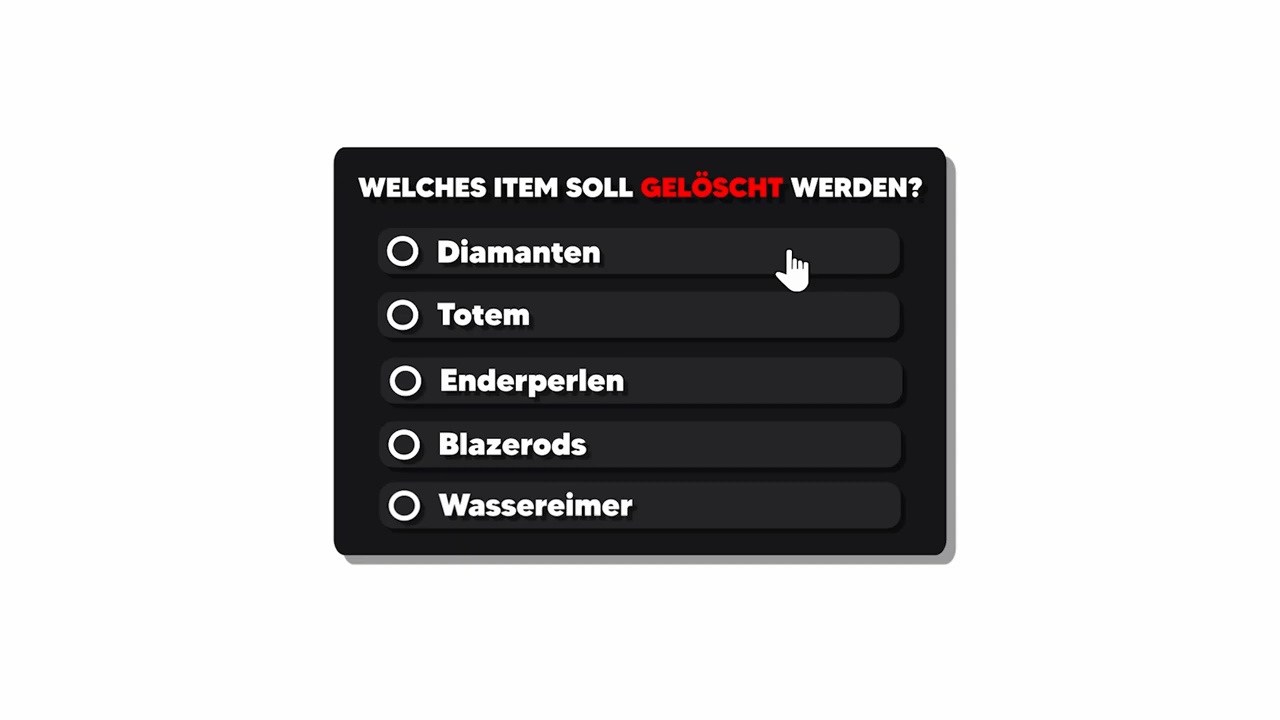 WELCHES ITEM SOLL GELÖSCHT WERDEN?
Diamanten
Totem
Enderperlen
Blazerods
Wassereimer